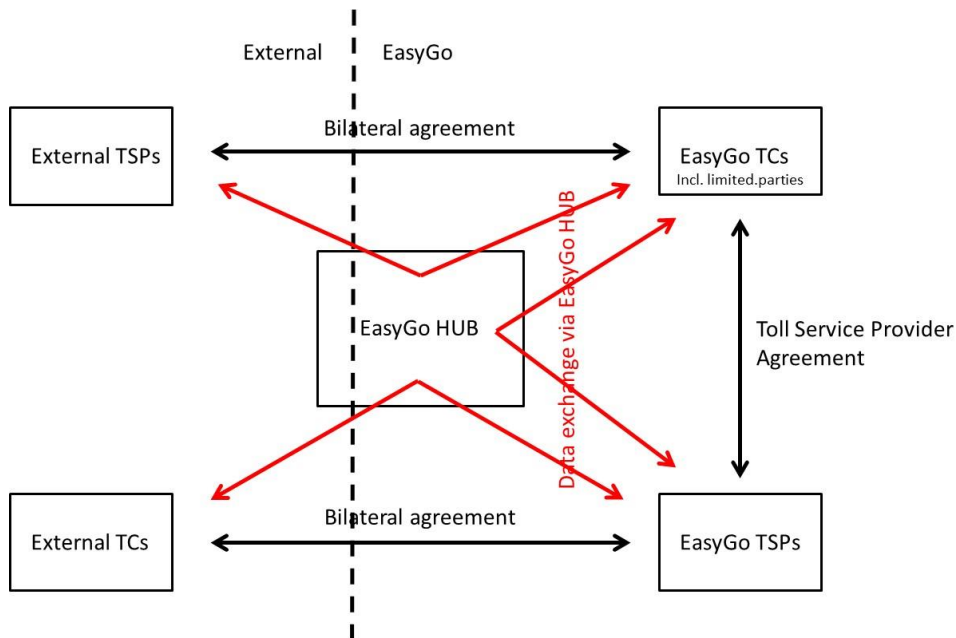 External
EasyGo
Bilateral agreement
External TSPs
EasyGo TCs
Incl. limited.parties
Data exchange via EasyGo HUB
EasyGo HUB
Toll Service Provider
Agreement
Bilateral agreement
External TCs
EasyGo TSPs